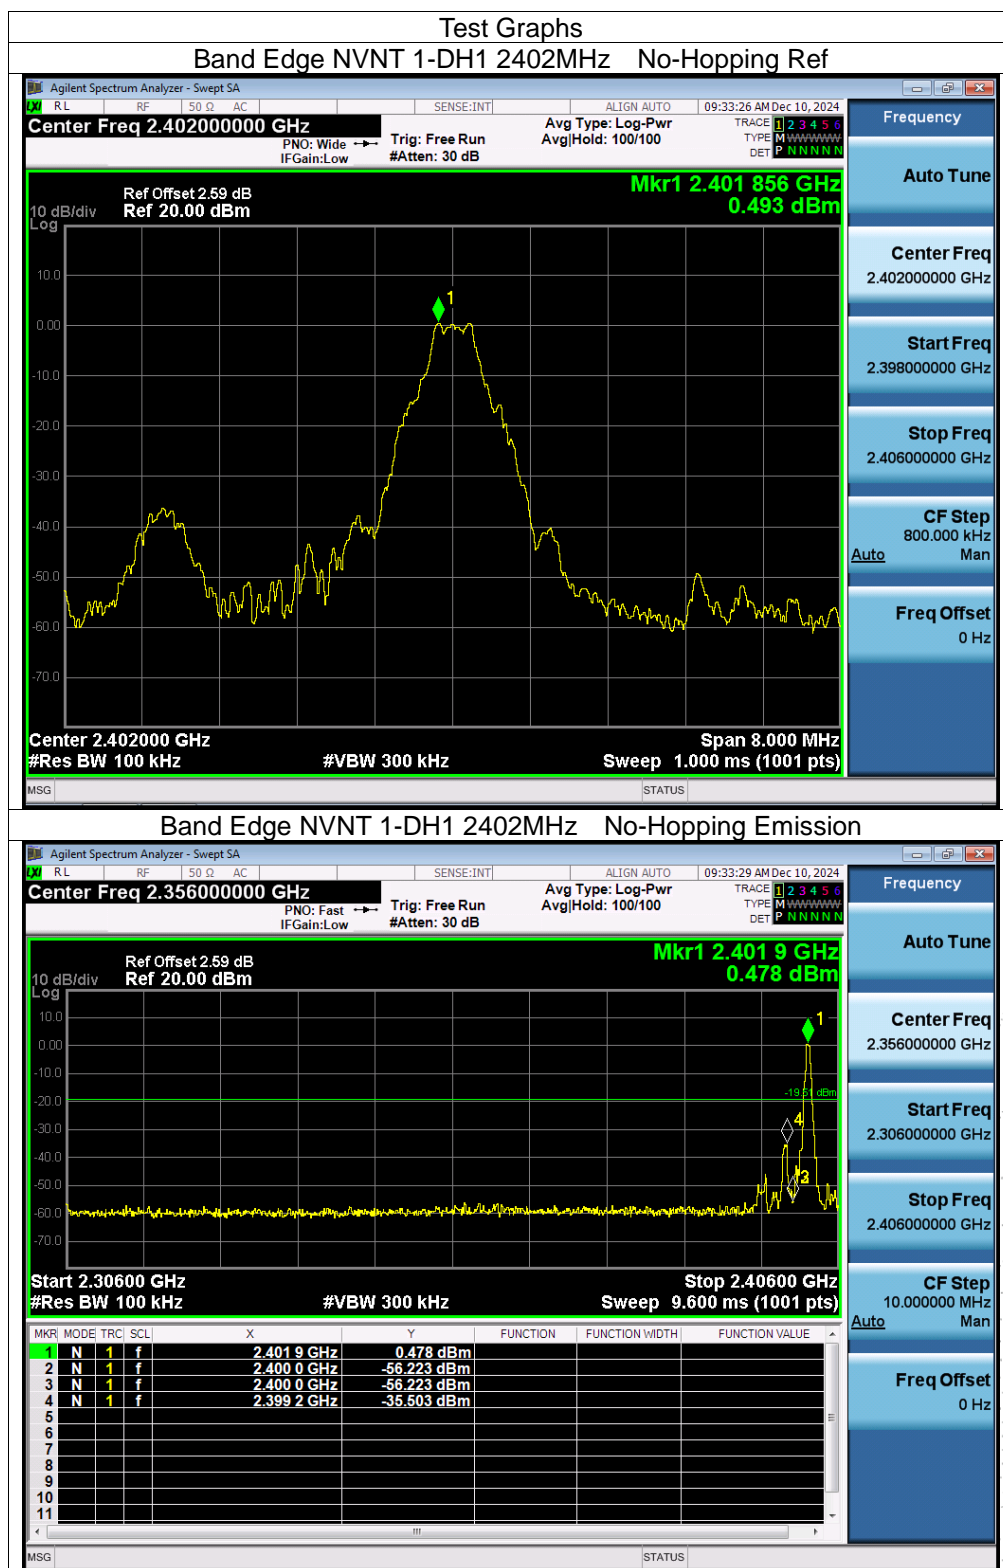 Test Graphs
Band Edge NVNT 1-DH1 2402MHz No-Hopping Ref
Agilent Spectrum Analyzer - Swept SA
LXI RL RF 50 Ω AC SENSE:INT ALIGN AUTO 09:33:26 AM Dec 10, 2024
Center Freq 2.402000000 GHz
PNO: Wide
IFGain:Low
Trig: Free Run
#Atten: 30 dB
Avg Type: Log-Pwr
Avg|Hold: 100/100
TRACE 1 2 3 4 5 6
TYPE M WWWWW
DET P N N N N N
Frequency
Ref Offset 2.59 dB
10 dB/div Ref 20.00 dBm
Log
Mkr1 2.401 856 GHz
0.493 dBm
10.0
0.00
-10.0
-20.0
-30.0
-40.0
-50.0
-60.0
-70.0
1
Center 2.402000 GHz Span 8.000 MHz
#Res BW 100 kHz #VBW 300 kHz Sweep 1.000 ms (1001 pts)
Auto Tune
Center Freq
2.402000000 GHz
Start Freq
2.398000000 GHz
Stop Freq
2.406000000 GHz
CF Step
800.000 kHz
Auto Man
Freq Offset
0 Hz
MSG STATUS
Band Edge NVNT 1-DH1 2402MHz No-Hopping Emission
Agilent Spectrum Analyzer - Swept SA
LXI RL RF 50 Ω AC SENSE:INT ALIGN AUTO 09:33:29 AM Dec 10, 2024
Center Freq 2.356000000 GHz
PNO: Fast
IFGain:Low
Trig: Free Run
#Atten: 30 dB
Avg Type: Log-Pwr
Avg|Hold: 100/100
TRACE 1 2 3 4 5 6
TYPE M WWWWW
DET P N N N N N
Frequency
Ref Offset 2.59 dB
10 dB/div Ref 20.00 dBm
Log
Mkr1 2.401 9 GHz
0.478 dBm
10.0
0.00
-10.0
-20.0
-30.0
-40.0
-50.0
-60.0
-70.0
1
-19.51 dBm
4
3
Start 2.30600 GHz Stop 2.40600 GHz
#Res BW 100 kHz #VBW 300 kHz Sweep 9.600 ms (1001 pts)
MKR MODE TRC SCL X Y FUNCTION FUNCTION WIDTH FUNCTION VALUE
1 N 1 f 2.401 9 GHz 0.478 dBm
2 N 1 f 2.400 0 GHz -56.223 dBm
3 N 1 f 2.400 0 GHz -56.223 dBm
4 N 1 f 2.399 2 GHz -35.503 dBm
5
6
7
8
9
10
11
Auto Tune
Center Freq
2.356000000 GHz
Start Freq
2.306000000 GHz
Stop Freq
2.406000000 GHz
CF Step
10.000000 MHz
Auto Man
Freq Offset
0 Hz
MSG STATUS